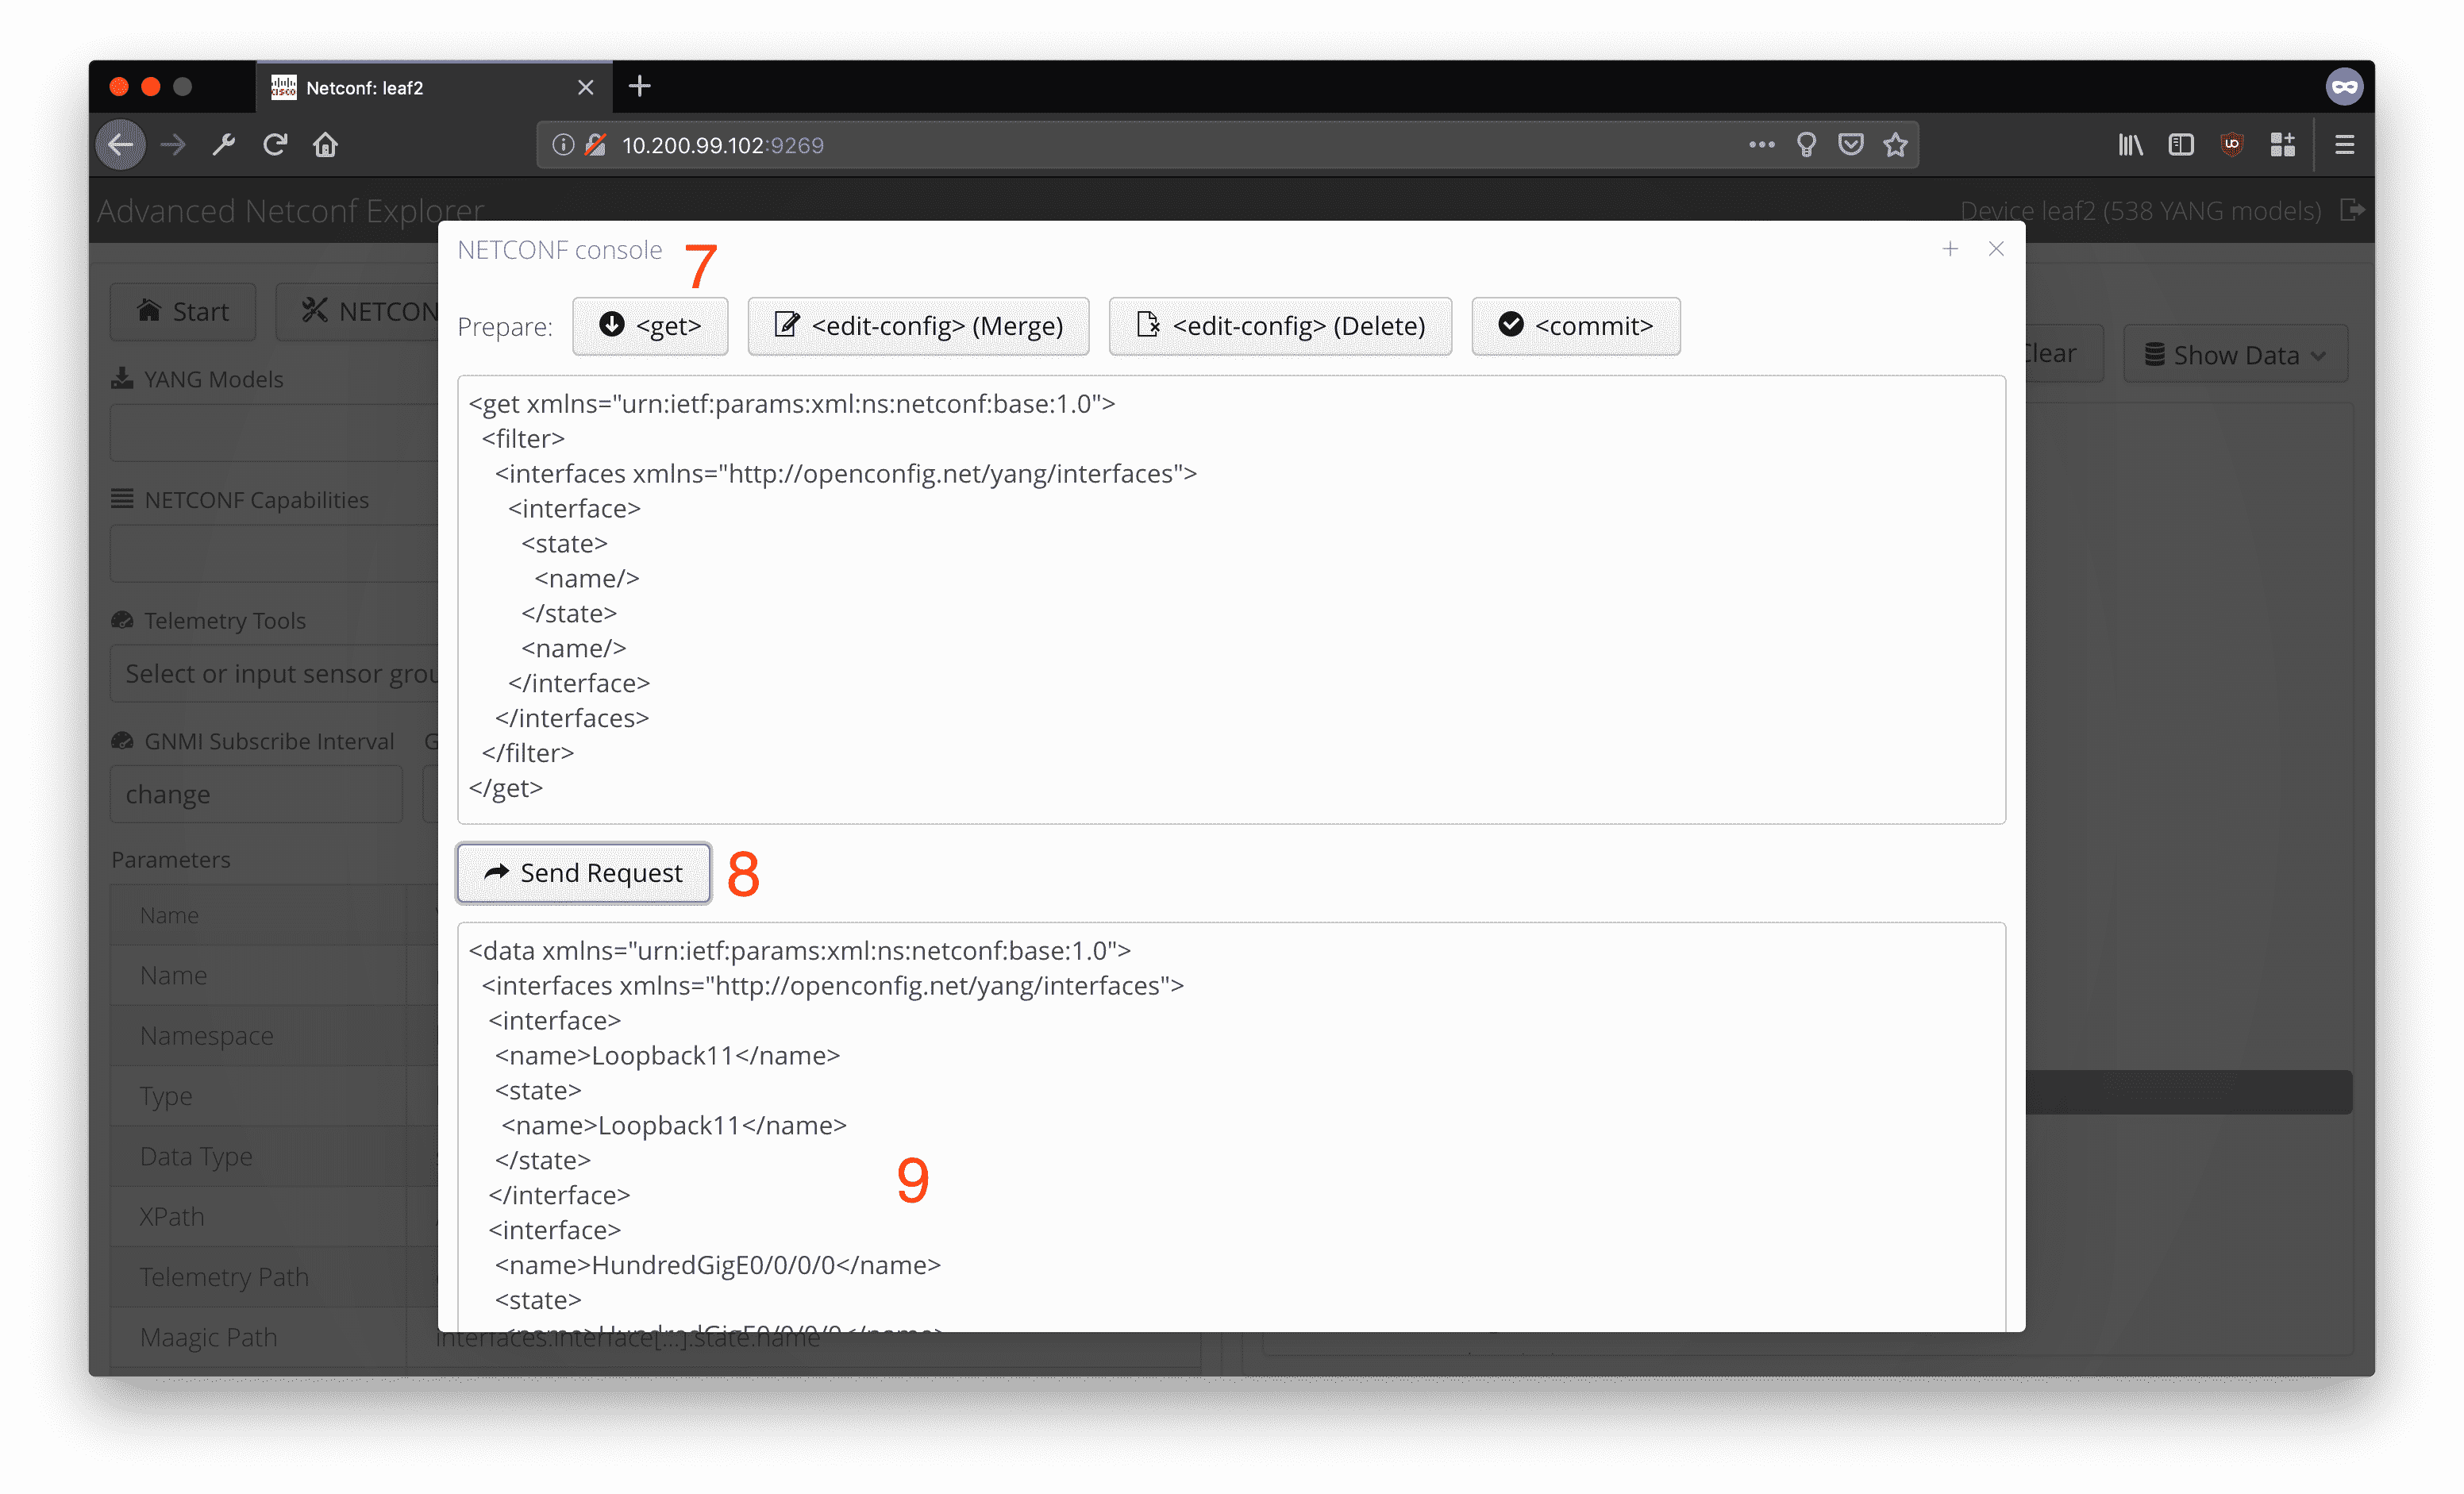 Netconf: leaf2
10.200.99.102:9269
Advanced Netconf Explorer
Device leaf2 (538 YANG models)
NETCONF console
7
Start
NETCON
Prepare:
<get>
<edit-config> (Merge)
<edit-config> (Delete)
<commit>
Clear
Show Data
YANG Models
NETCONF Capabilities
Telemetry Tools
Select or input sensor grou
GNMI Subscribe Interval
G
change
<get xmlns="urn:ietf:params:xml:ns:netconf:base:1.0">
<filter>
<interfaces xmlns="http://openconfig.net/yang/interfaces">
<interface>
<state>
<name/>
</state>
<name/>
</interface>
</interfaces>
</filter>
</get>
Send Request
8
Parameters
Name
Name
Namespace
Type
Data Type
XPath
Telemetry Path
Maagic Path
interfaces.interface[...].state.name
<data xmlns="urn:ietf:params:xml:ns:netconf:base:1.0">
<interfaces xmlns="http://openconfig.net/yang/interfaces">
<interface>
<name>Loopback11</name>
<state>
<name>Loopback11</name>
</state>
</interface>
9
<interface>
<name>HundredGigE0/0/0/0</name>
<state>
<name>HundredGigE0/0/0/0</name>